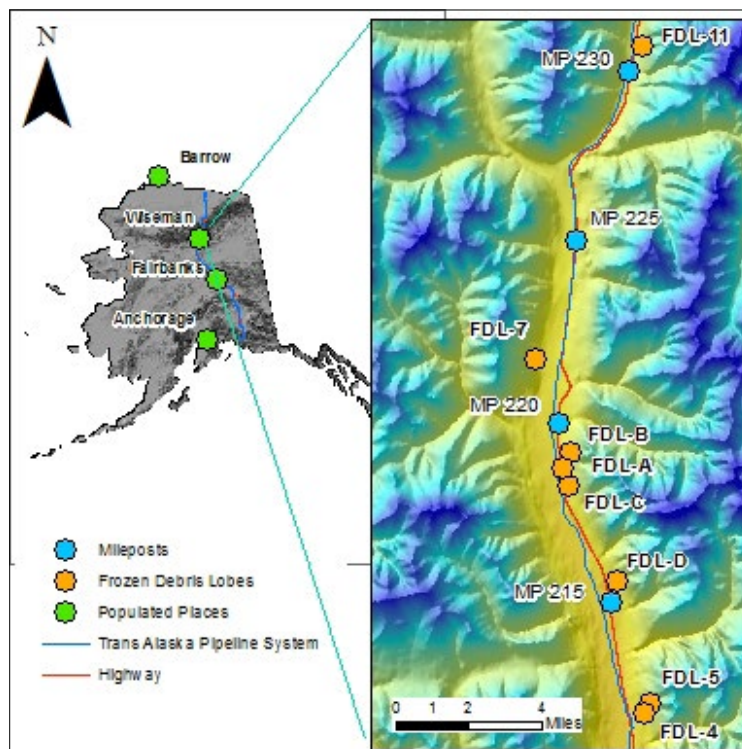 N
Barrow
Wiseman
Fairbanks
Anchorage
Mileposts
Frozen Debris Lobes
Populated Places
Trans Alaska Pipeline System
Highway
FDL-11
MP 230
MP 225
FDL-7
MP 220
FDL-B
FDL-A
FDL-C
FDL-D
MP 215
FDL-5
FDL-4
0 1 2 4
Miles